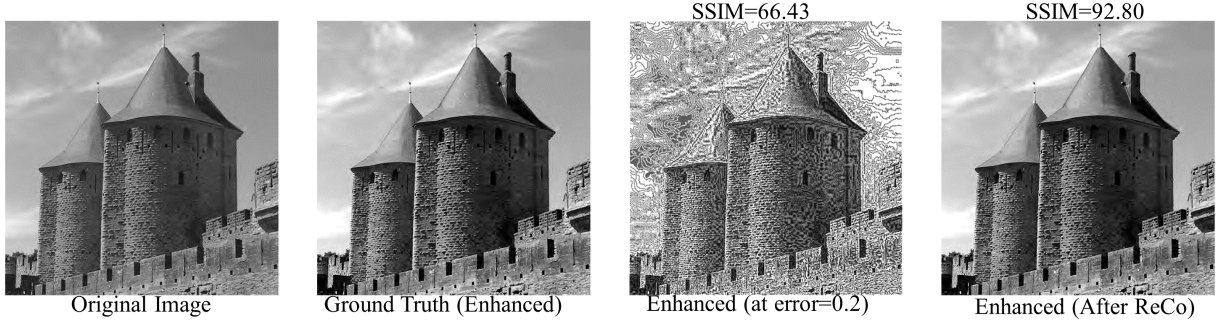 SSIM=66.43
SSIM=92.80
Original Image
Ground Truth (Enhanced)
Enhanced (at error=0.2)
Enhanced (After ReCo)